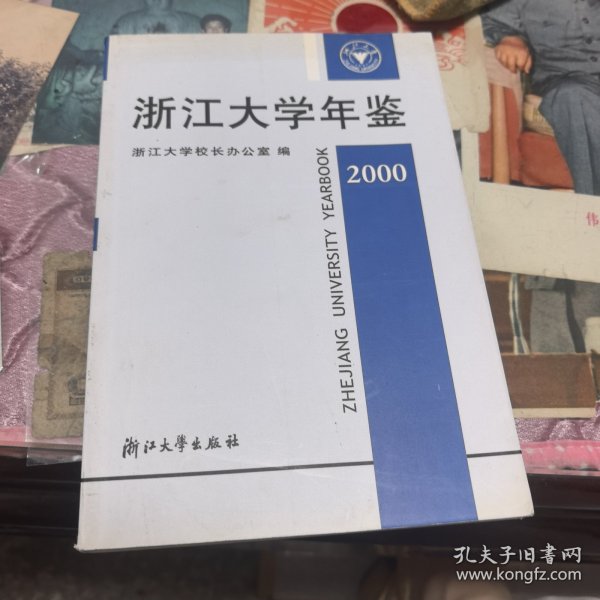 浙江大学年鉴
浙江大学校长办公室 编
2000
ZHEJIANG UNIVERSITY YEARBOOK
浙江大學出版社
伟
孔夫子旧书网
www.kongfz.com